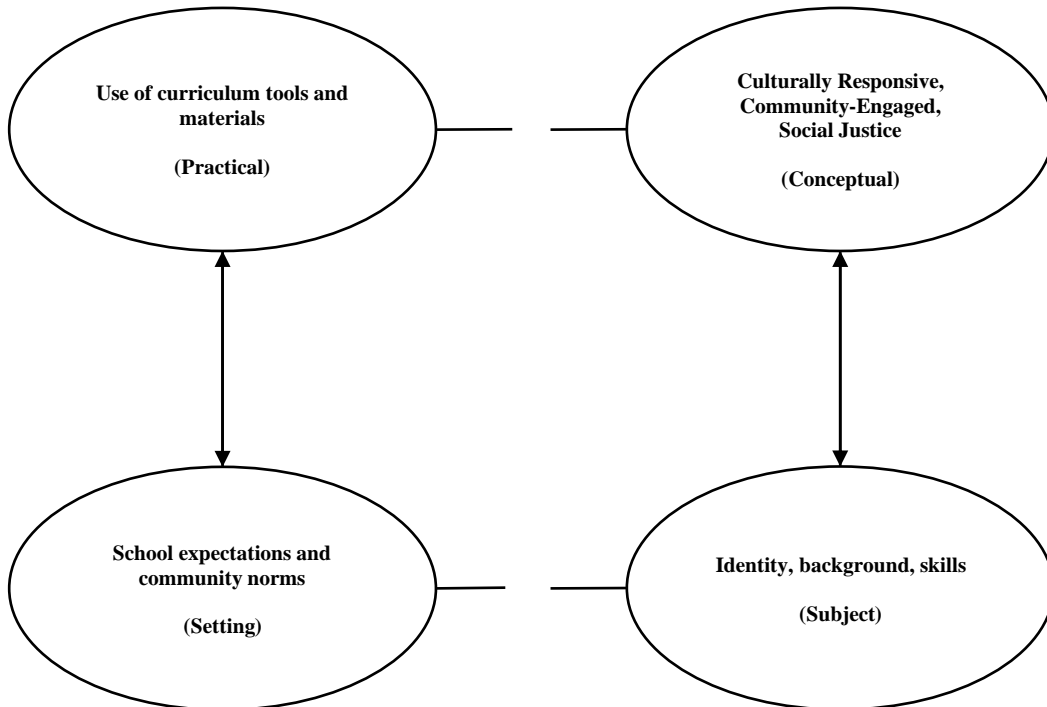 Use of curriculum tools and
materials
(Practical)
Culturally Responsive,
Community-Engaged,
Social Justice
(Conceptual)
School expectations and
community norms
(Setting)
Identity, background, skills
(Subject)